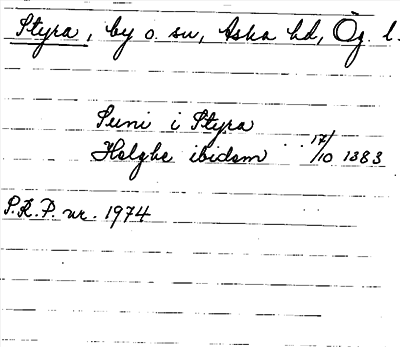 Styra, by o. sn, Aska hd, Ög. l.
Suni i Styra
Holghe ibidem 17/10 1383
S.R.P. nr. 1974